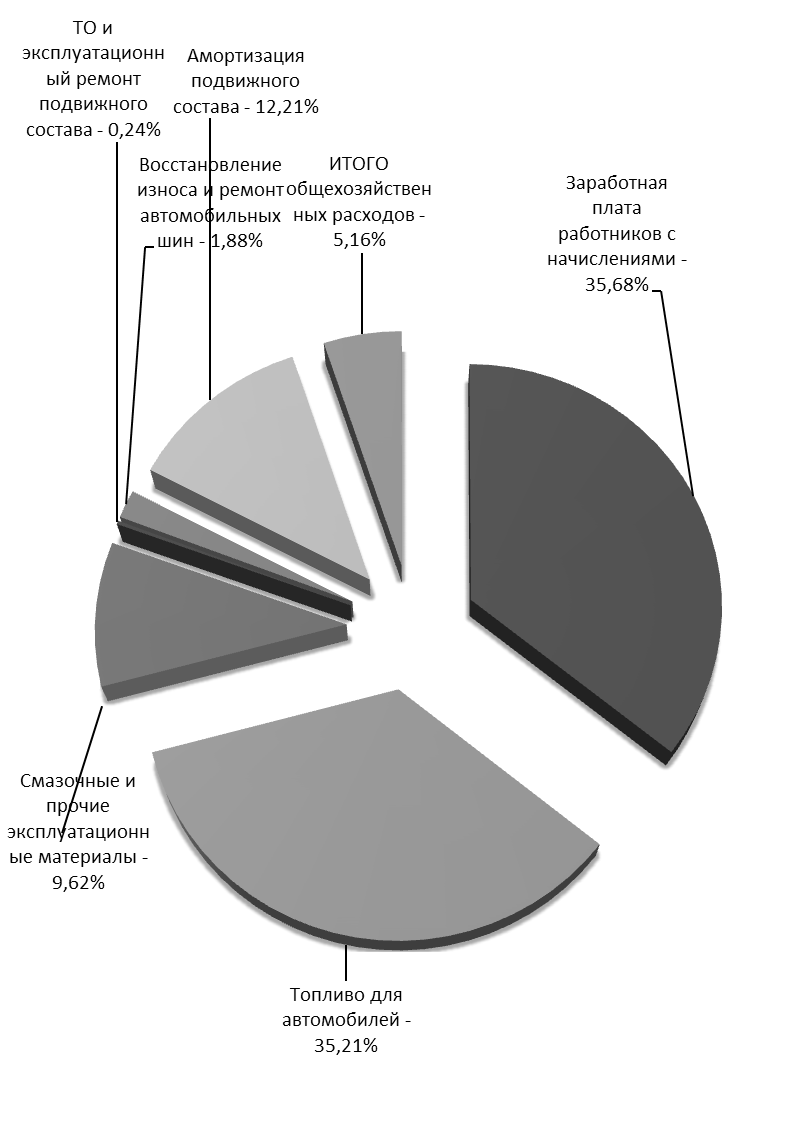 ТО и
эксплуатационн
ый ремонт
подвижного
состава - 0,24%
Амортизация
подвижного
состава - 12,21%
Восстановление
износа и ремонт
автомобильных
шин - 1,88%
ИТОГО
общехозяйствен
ных расходов -
5,16%
Заработная
плата
работников с
начислениями -
35,68%
Смазочные и
прочие
эксплуатационн
ые материалы -
9,62%
Топливо для
автомобилей -
35,21%